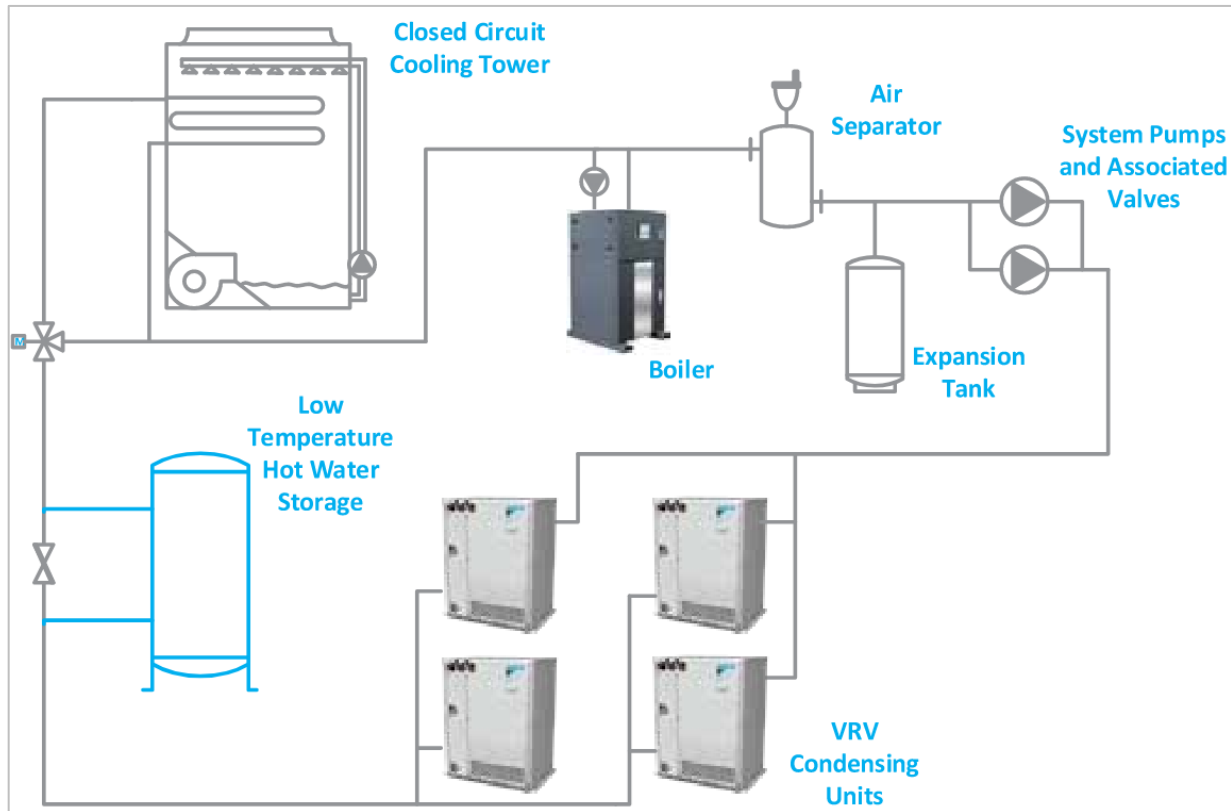 Closed Circuit
Cooling Tower
Air
Separator
System Pumps
and Associated
Valves
M
Boiler
Expansion
Tank
Low
Temperature
Hot Water
Storage
VRV
Condensing
Units